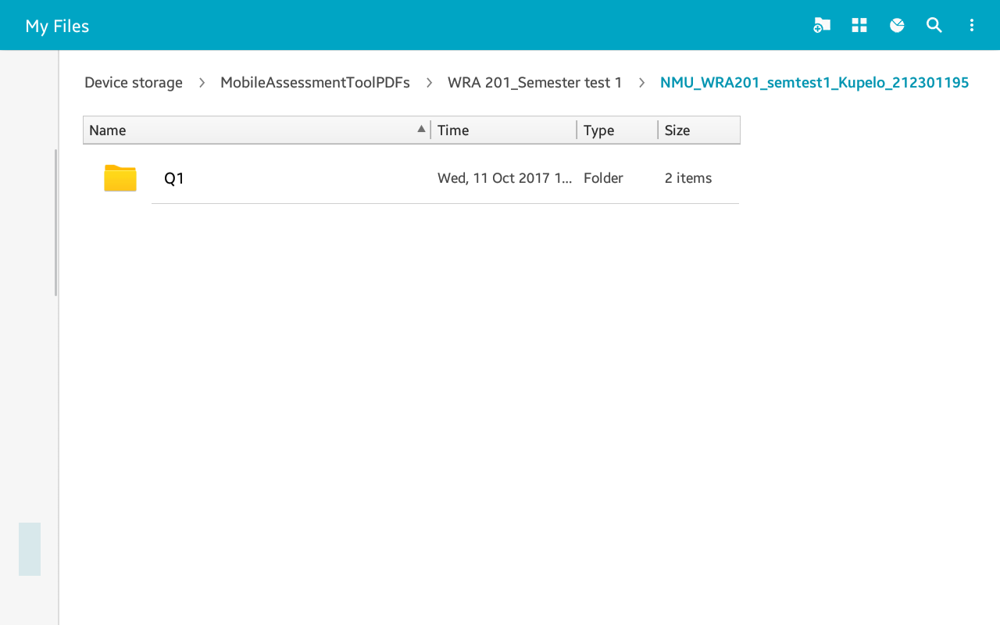 My Files
Device storage > MobileAssessmentToolPDFs > WRA 201_Semester test 1 > NMU_WRA201_semtest1_Kupelo_212301195
Name Time Type Size
Q1 Wed, 11 Oct 2017 1... Folder 2 items